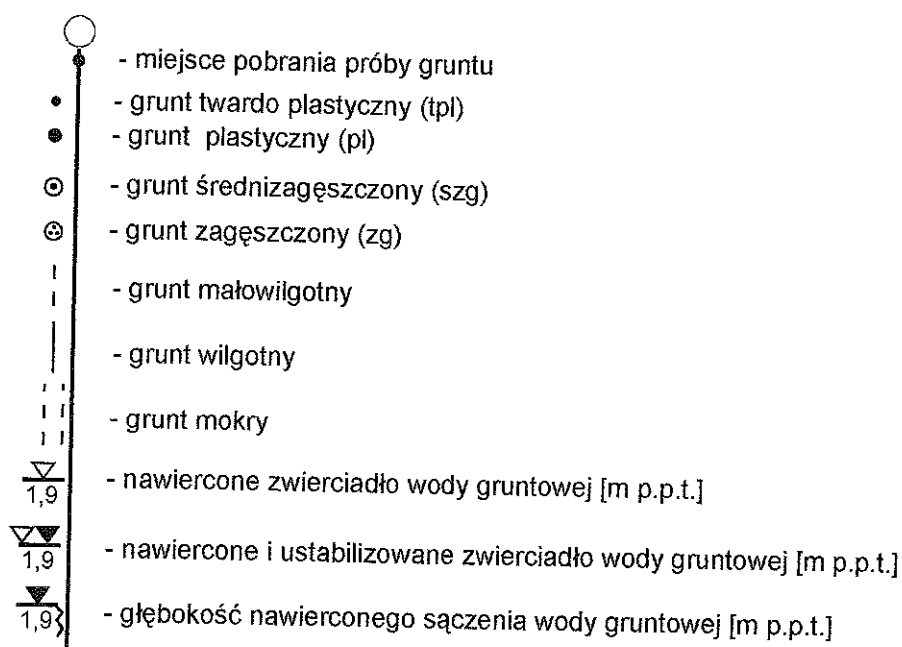 - miejsce pobrania próby gruntu
- grunt twardo plastyczny (tpl)
- grunt plastyczny (pl)
- grunt średnizagęszczony (szg)
- grunt zagęszczony (zg)
- grunt małowilgotny
- grunt wilgotny
- grunt mokry
1,9 - nawiercone zwierciadło wody gruntowej [m p.p.t.]
1,9 - nawiercone i ustabilizowane zwierciadło wody gruntowej [m p.p.t.]
1,9 - głębokość nawierconego sączenia wody gruntowej [m p.p.t.]